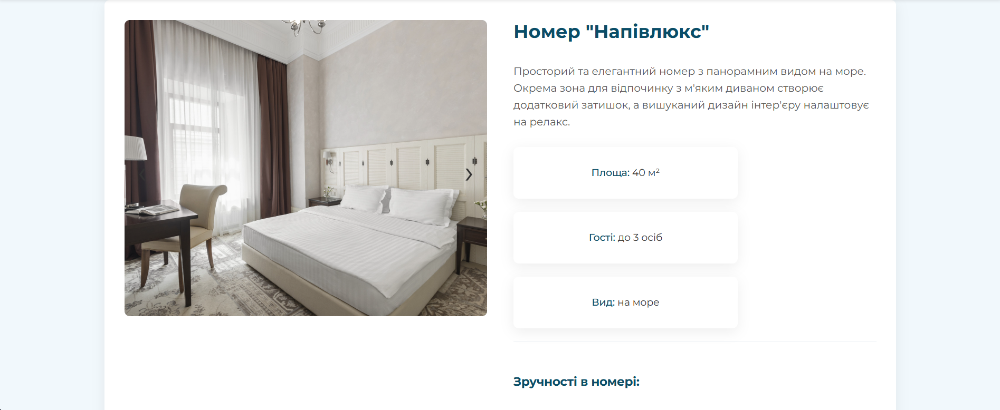 Номер "Напівлюкс"
Просторий та елегантний номер з панорамним видом на море.
Окрема зона для відпочинку з м'яким диваном створює
додатковий затишок, а вишуканий дизайн інтер'єру налаштовує
на релакс.
Площа: 40 м²
Гості: до 3 осіб
Вид: на море
Зручності в номері: